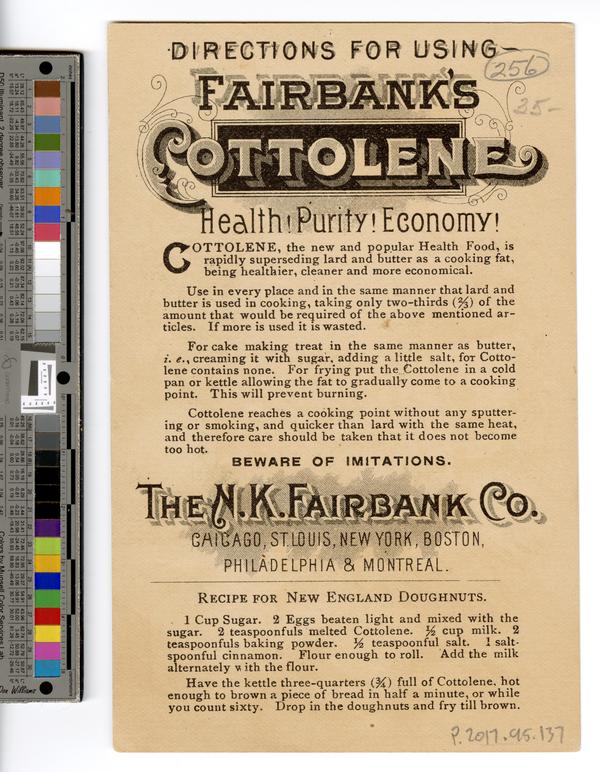 DIRECTIONS FOR USING
256
FAIRBANK'S
35-
COTTOLENE
Health! Purity! Economy!
COTTOLENE, the new and popular Health Food, is
rapidly superseding lard and butter as a cooking fat,
being healthier, cleaner and more economical.
Use in every place and in the same manner that lard and
butter is used in cooking, taking only two-thirds (⅔) of the
amount that would be required of the above mentioned ar-
ticles. If more is used it is wasted.
For cake making treat in the same manner as butter,
i. e., creaming it with sugar, adding a little salt, for Cotto-
lene contains none. For frying put the Cottolene in a cold
pan or kettle allowing the fat to gradually come to a cooking
point. This will prevent burning.
Cottolene reaches a cooking point without any sputter-
ing or smoking, and quicker than lard with the same heat,
and therefore care should be taken that it does not become
too hot.
BEWARE OF IMITATIONS.
THE N.K. FAIRBANK CO.
CHICAGO, ST. LOUIS, NEW YORK, BOSTON,
PHILADELPHIA & MONTREAL.
RECIPE FOR NEW ENGLAND DOUGHNUTS.
1 Cup Sugar. 2 Eggs beaten light and mixed with the
sugar. 2 teaspoonfuls melted Cottolene. ½ cup milk. 2
teaspoonfuls baking powder. ½ teaspoonful salt. 1 salt-
spoonful cinnamon. Flour enough to roll. Add the milk
alternately with the flour.
Have the kettle three-quarters (¾) full of Cottolene, hot
enough to brown a piece of bread in half a minute, or while
you count sixty. Drop in the doughnuts and fry till brown.
P.2017.95.137
Don Williams